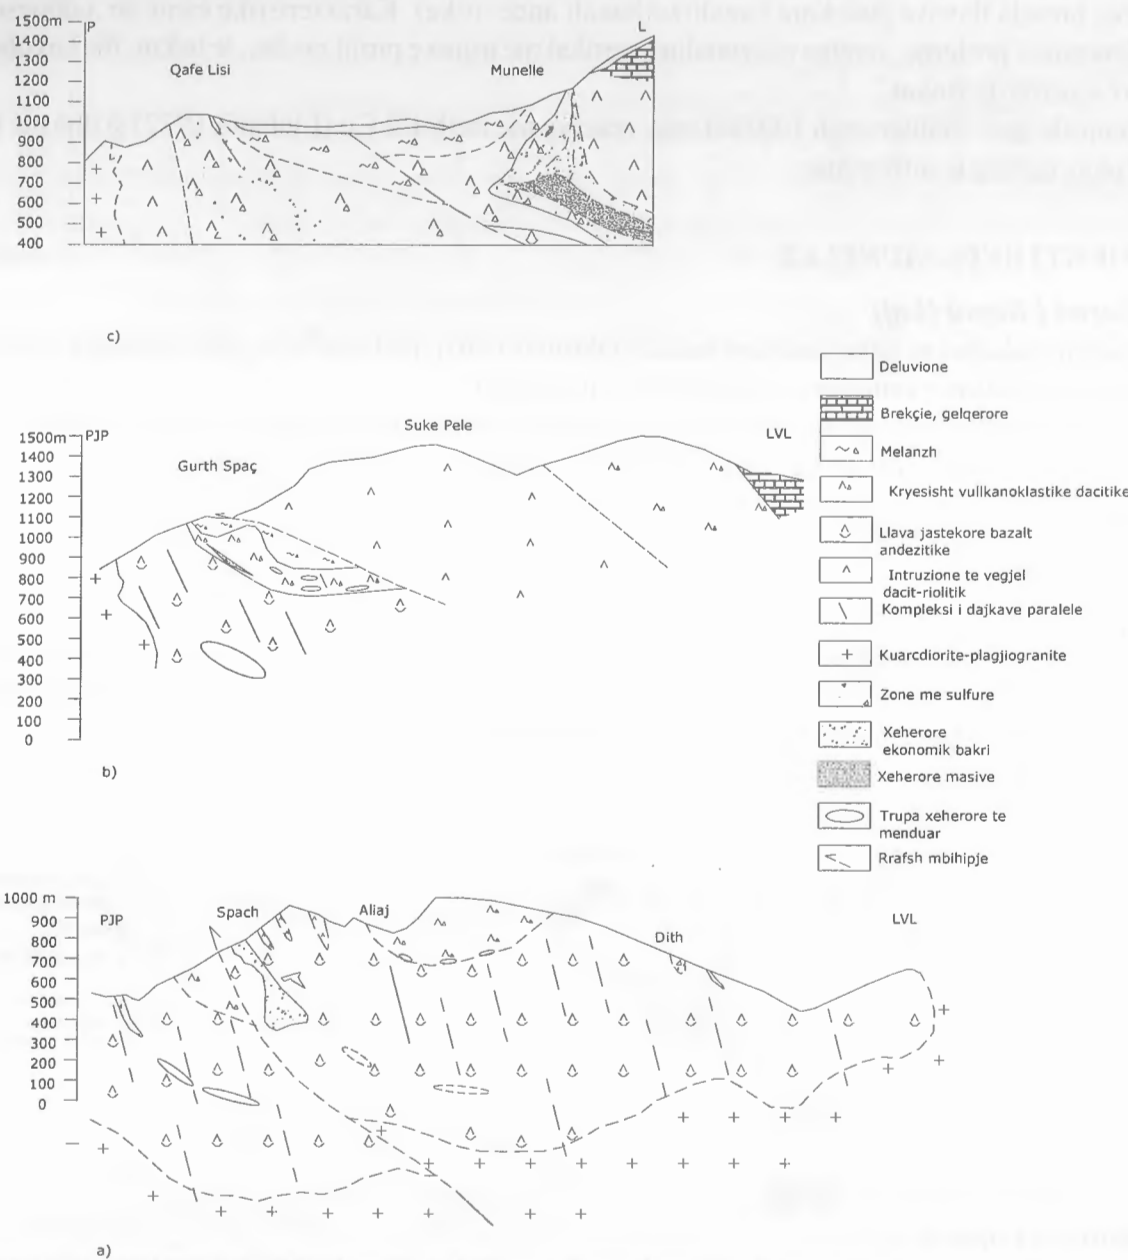 1500m
P
L
1400
1300
Qafe Lisi
Munelle
1200
1100
1000
900
800
700
600
500
400
c)
Deluvione
Brekçie, gelqerore
Melanzh
Kryesisht vullkanoklastike dacitike
Llava jastekore bazalt
andezitike
Intruzione te vegjel
dacit-riolitik
Kompleksi i dajkave paralele
Kuarcdiorite-plagjiogranite
Zone me sulfure
Xeherore
ekonomik bakri
Xeherore masive
Trupa xeherore te
menduar
Rrafsh mbihipje
1500m
PJP
Suke Pele
LVL
1400
Gurth Spaç
1300
1200
1100
1000
900
800
700
600
500
400
300
200
100
0
b)
1000 m
PJP
Spach
Aliaj
LVL
900
Dith
800
700
600
500
400
300
200
100
0
a)